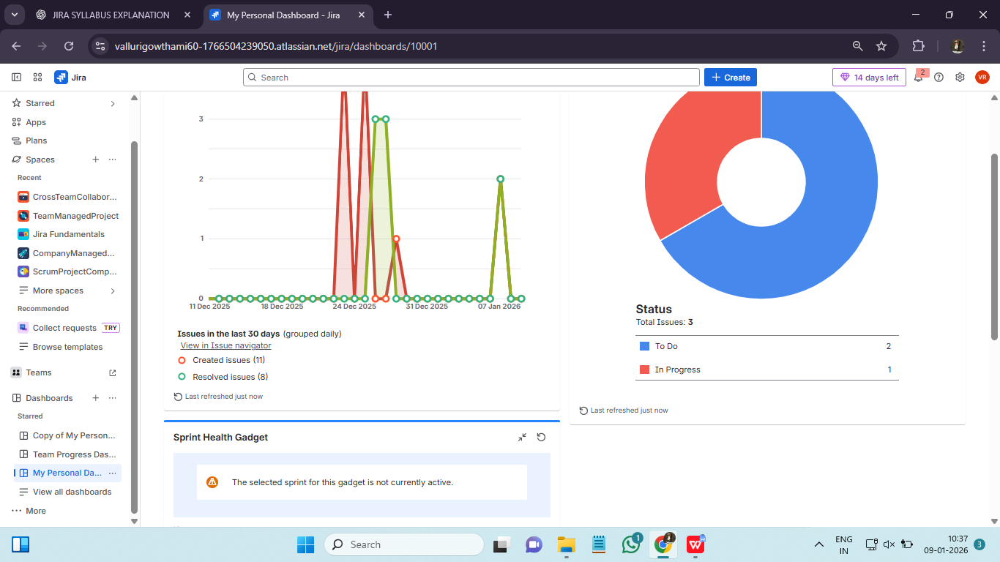 JIRA SYLLABUS EXPLANATION
My Personal Dashboard - Jira
vallurigowthami60-1766504239050.atlassian.net/jira/dashboards/10001
Jira
Search
Create
14 days left
2
VR
Starred
Apps
Plans
Spaces
Recent
CrossTeamCollabor...
TeamManagedProject
Jira Fundamentals
CompanyManaged...
ScrumProjectComp...
More spaces
Recommended
Collect requests TRY
Browse templates
Teams
Dashboards
Starred
Copy of My Person...
Team Progress Das...
My Personal Da...
View all dashboards
More
3
2
1
0
11 Dec 2025 18 Dec 2025 24 Dec 2025 31 Dec 2025 07 Jan 2026
Issues in the last 30 days (grouped daily)
View in Issue navigator
Created issues (11)
Resolved issues (8)
Last refreshed just now
Sprint Health Gadget
The selected sprint for this gadget is not currently active.
Status
Total Issues: 3
To Do 2
In Progress 1
Last refreshed just now
Search
1
W
ENG
IN
10:37
09-01-2026
3